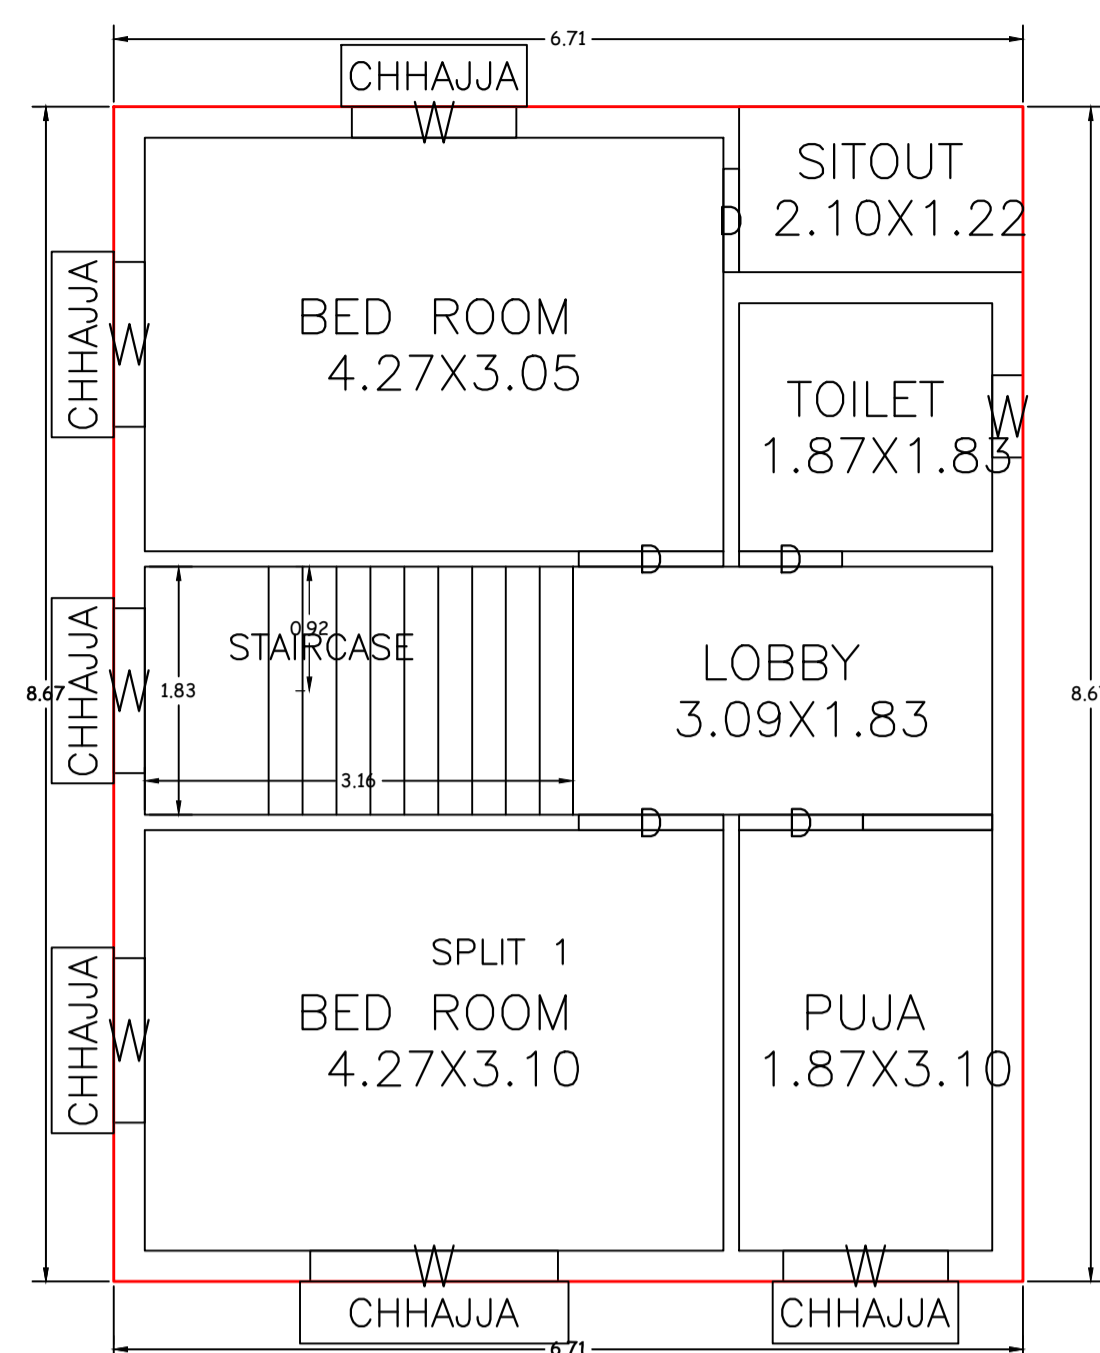 6.71
CHHAJJA
W
SITOUT
2.10X1.22
D
CHHAJJA
W
BED ROOM
4.27X3.05
TOILET
1.87X1.83
W
D
D
CHHAJJA
W
8.67
1.83
0.92
STAIRCASE
3.16
LOBBY
3.09X1.83
8.67
D
D
CHHAJJA
W
SPLIT 1
BED ROOM
4.27X3.10
PUJA
1.87X3.10
W
W
CHHAJJA
CHHAJJA
6.71